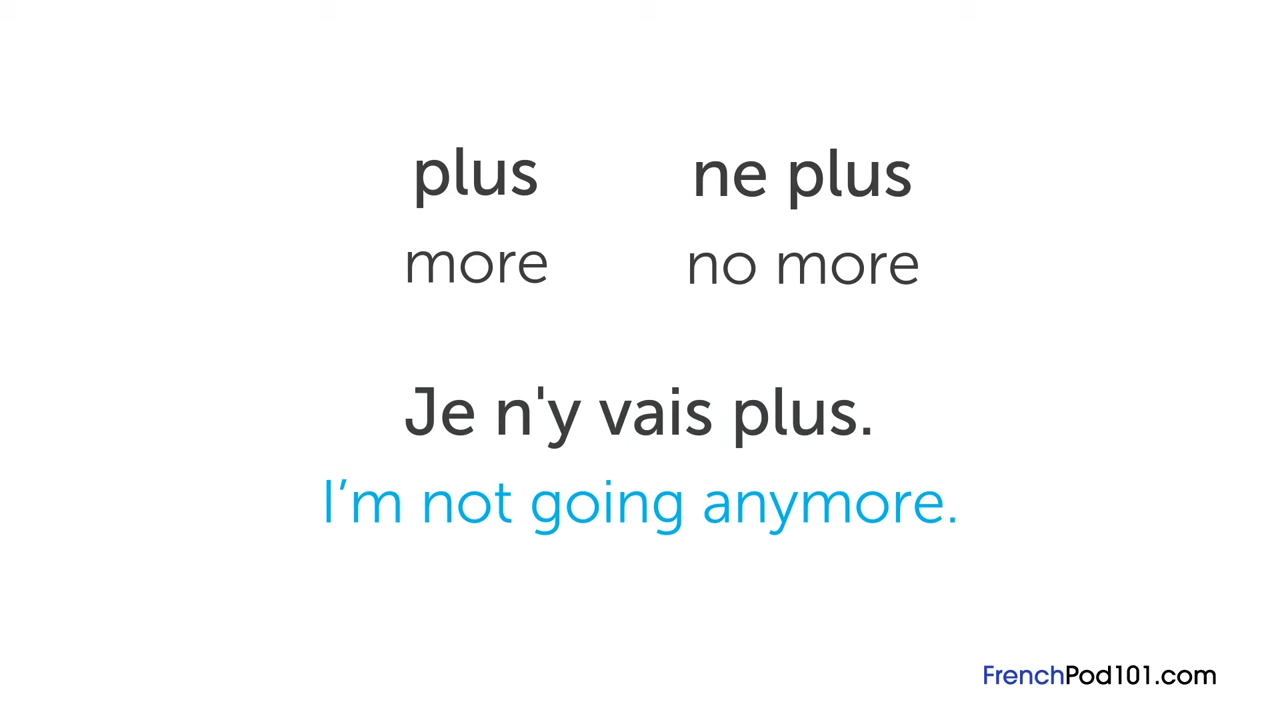 plus ne plus
more no more
Je n'y vais plus.
I’m not going anymore.
FrenchPod101.com